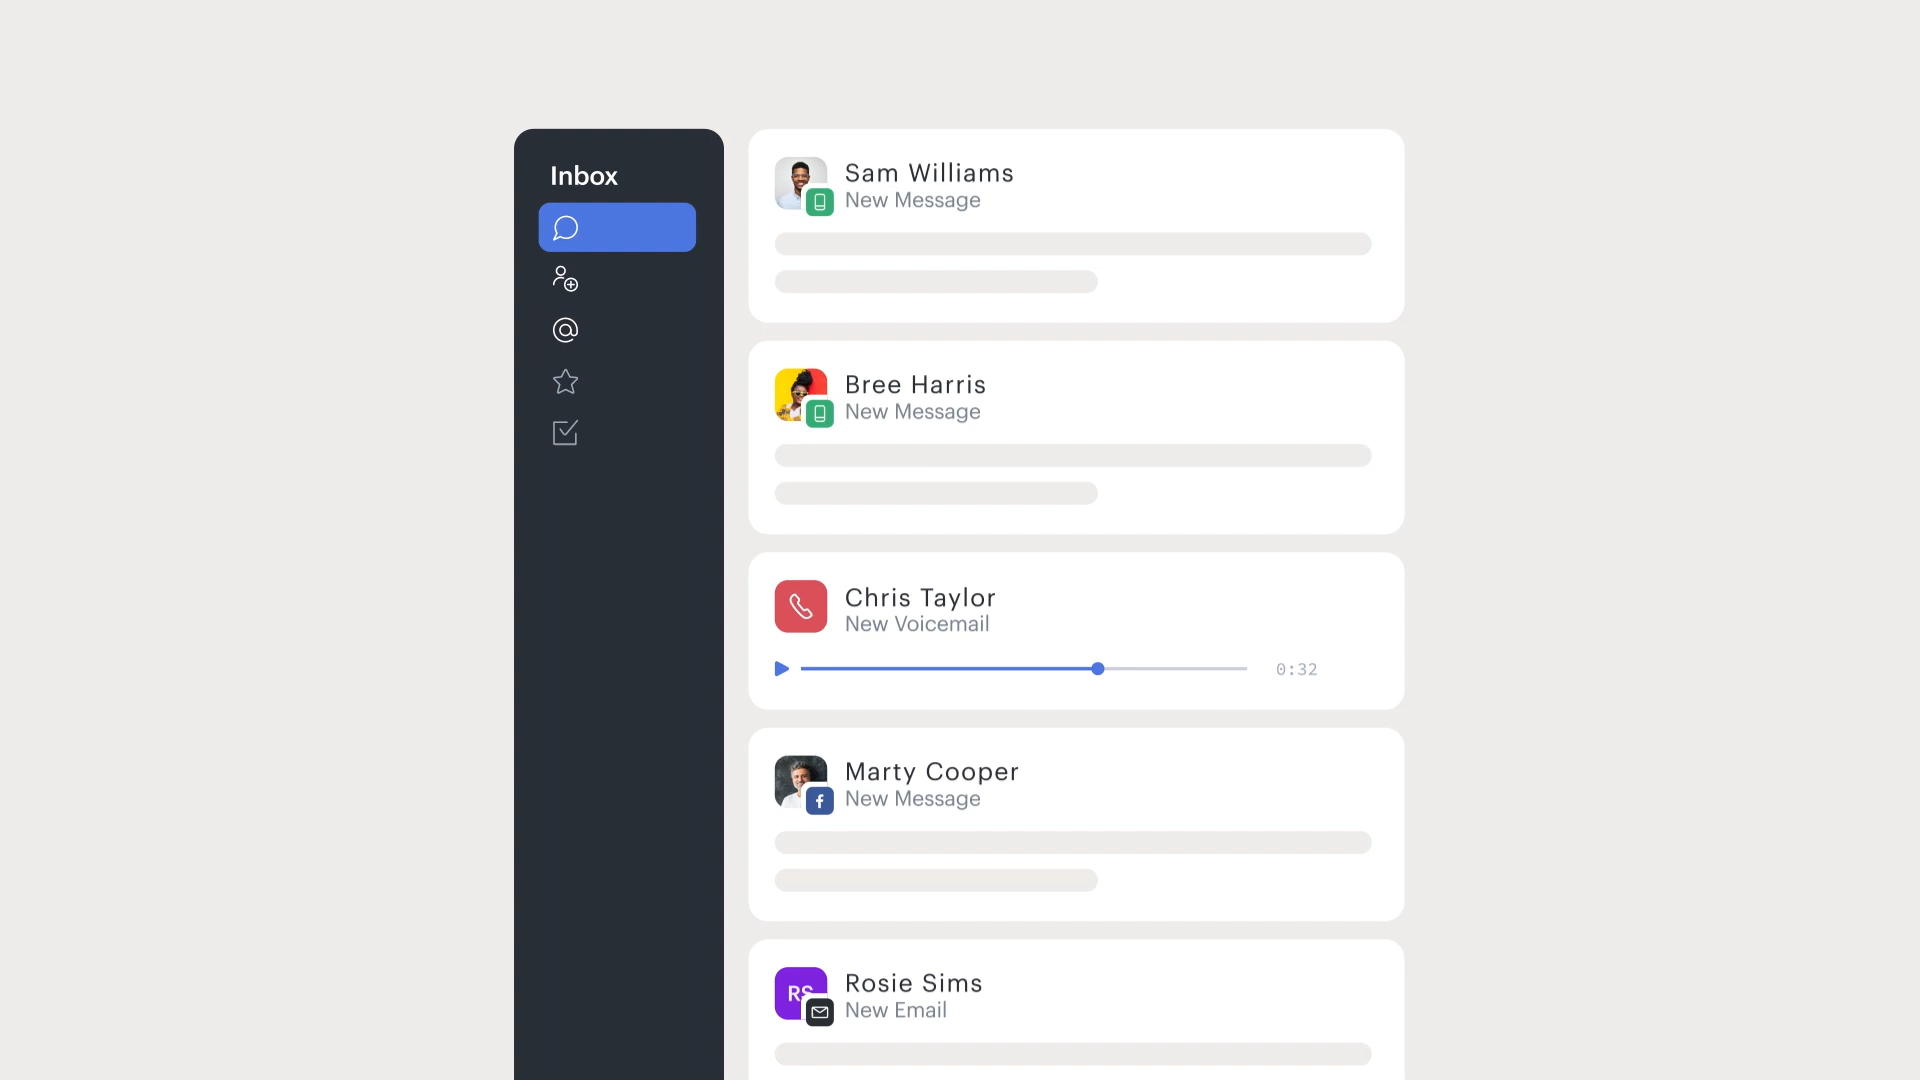 Inbox
Sam Williams
New Message
Bree Harris
New Message
Chris Taylor
New Voicemail
0:32
Marty Cooper
New Message
RS
Rosie Sims
New Email